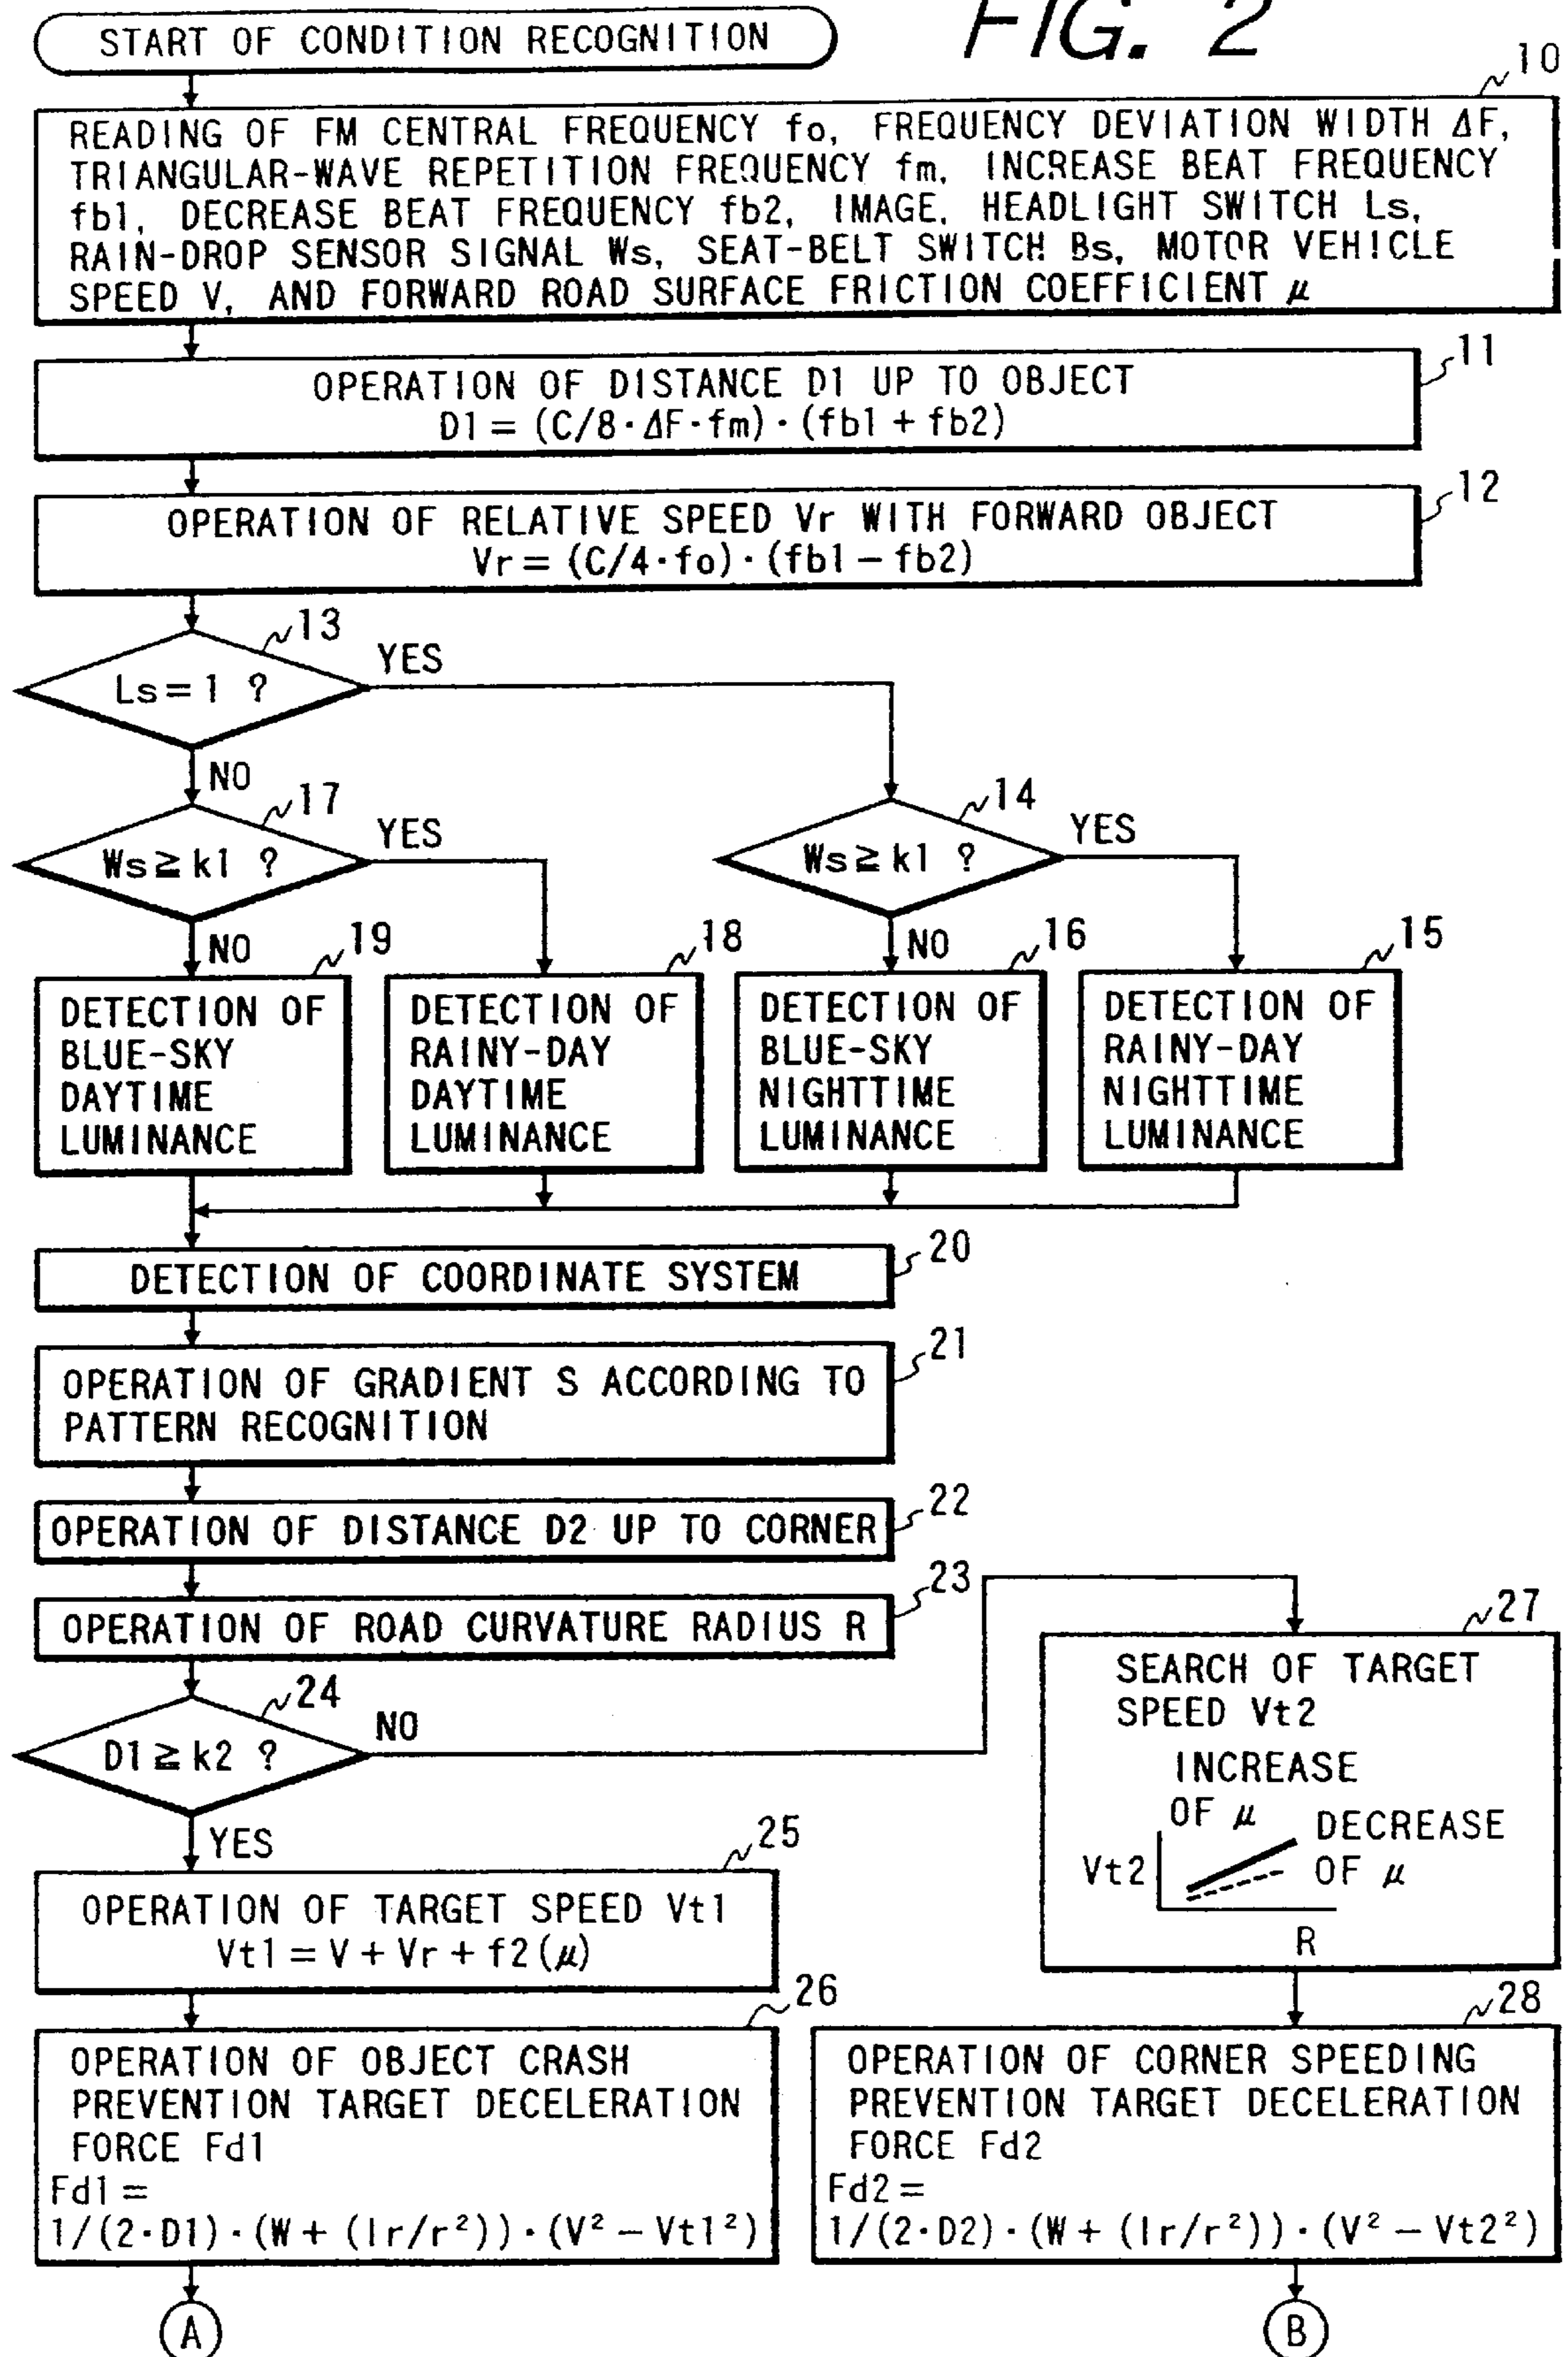 FIG. 2
START OF CONDITION RECOGNITION
10
READING OF FM CENTRAL FREQUENCY fo, FREQUENCY DEVIATION WIDTH ΔF,
TRIANGULAR-WAVE REPETITION FREQUENCY fm, INCREASE BEAT FREQUENCY
fb1, DECREASE BEAT FREQUENCY fb2, IMAGE, HEADLIGHT SWITCH Ls,
RAIN-DROP SENSOR SIGNAL Ws, SEAT-BELT SWITCH Bs, MOTOR VEHICLE
SPEED V, AND FORWARD ROAD SURFACE FRICTION COEFFICIENT μ
11
OPERATION OF DISTANCE D1 UP TO OBJECT
D1 = (C/8·ΔF·fm)·(fb1 + fb2)
12
OPERATION OF RELATIVE SPEED Vr WITH FORWARD OBJECT
Vr = (C/4·fo)·(fb1 − fb2)
13
Ls = 1 ?
YES
NO
17
Ws ≧ k1 ?
YES
NO
14
Ws ≧ k1 ?
YES
NO
19
DETECTION OF
BLUE-SKY
DAYTIME
LUMINANCE
18
DETECTION OF
RAINY-DAY
DAYTIME
LUMINANCE
16
DETECTION OF
BLUE-SKY
NIGHTTIME
LUMINANCE
15
DETECTION OF
RAINY-DAY
NIGHTTIME
LUMINANCE
20
DETECTION OF COORDINATE SYSTEM
21
OPERATION OF GRADIENT S ACCORDING TO
PATTERN RECOGNITION
22
OPERATION OF DISTANCE D2 UP TO CORNER
23
OPERATION OF ROAD CURVATURE RADIUS R
24
D1 ≧ k2 ?
NO
YES
27
SEARCH OF TARGET
SPEED Vt2
INCREASE
OF μ
DECREASE
OF μ
Vt2
R
25
OPERATION OF TARGET SPEED Vt1
Vt1 = V + Vr + f2(μ)
26
OPERATION OF OBJECT CRASH
PREVENTION TARGET DECELERATION
FORCE Fd1
Fd1 =
1/(2·D1)·(W + (Ir/r²))·(V² − Vt1²)
28
OPERATION OF CORNER SPEEDING
PREVENTION TARGET DECELERATION
FORCE Fd2
Fd2 =
1/(2·D2)·(W + (Ir/r²))·(V² − Vt2²)
A
B